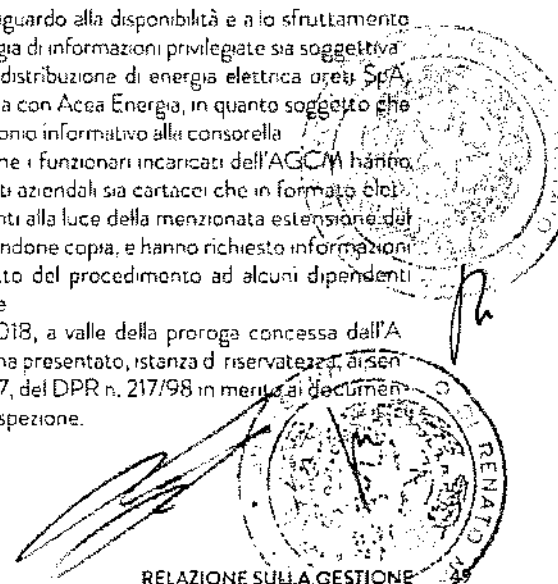 guardo alla disponibilità e a lo sfruttamento
gia di informazioni privilegiate sia soggettiva
distribuzione di energia elettrica areti SpA,
a con Acea Energia, in quanto soggetto che
onio informativo alla consorella
ne i funzionari incaricati dell'AGCM hanno
ti aziendali sia cartacei che in formato elet-
nti alla luce della menzionata estensione del
ndone copia, e hanno richiesto informazioni
to del procedimento ad alcuni dipendenti
e
018, a valle della proroga concessa dall'A
na presentato, istanza d riservatezza, ai sen
7, del DPR n. 217/98 in merito ai documen-
spezione.
RENATO
RELAZIONE SULLA GESTIONE 49